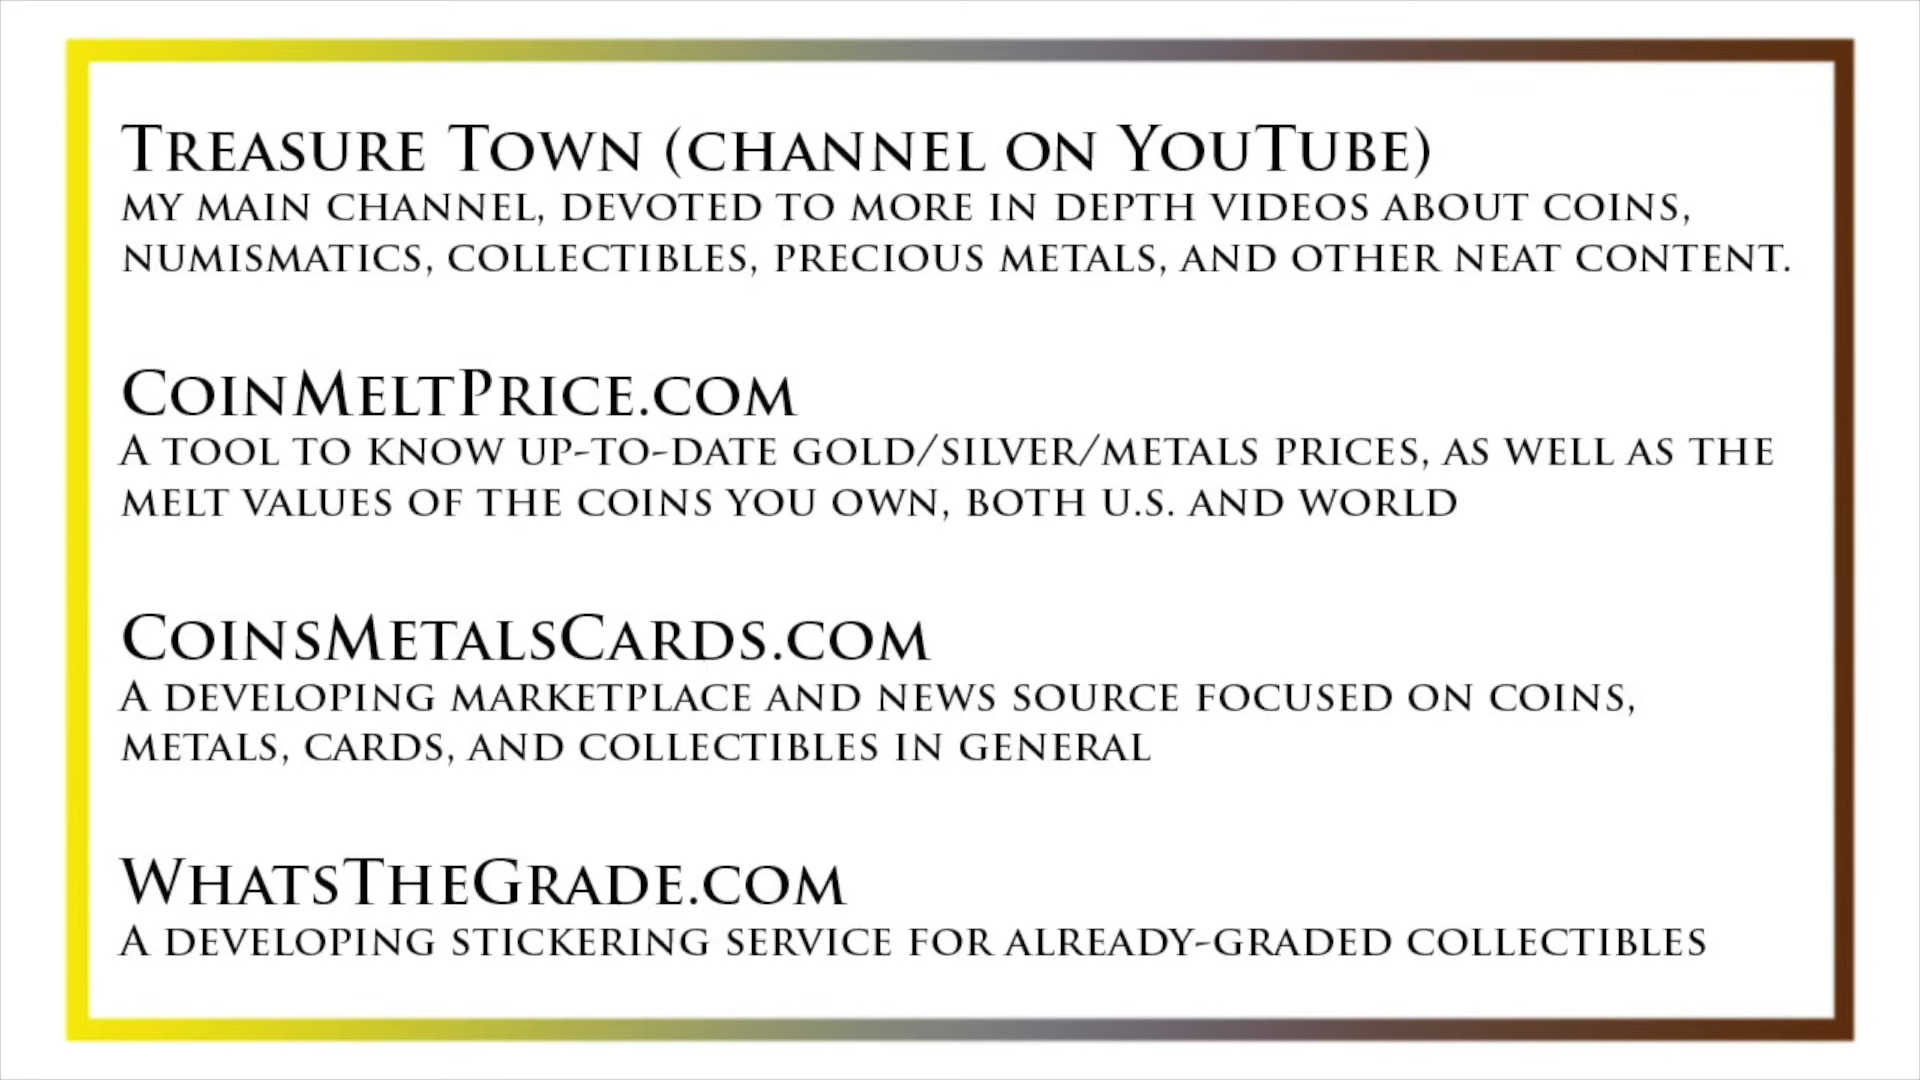 Treasure Town (channel on YouTube)
my main channel, devoted to more in depth videos about coins,
numismatics, collectibles, precious metals, and other neat content.
CoinMeltPrice.com
A tool to know up-to-date gold/silver/metals prices, as well as the
melt values of the coins you own, both U.S. and world
CoinsMetalsCards.com
A developing marketplace and news source focused on coins,
metals, cards, and collectibles in general
WhatsTheGrade.com
A developing stickering service for already-graded collectibles